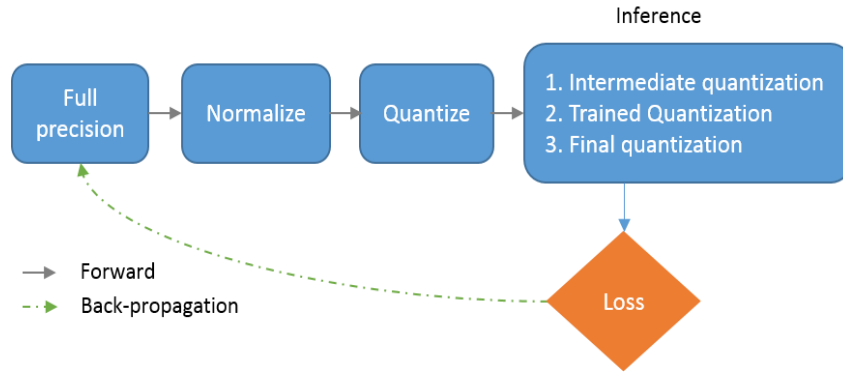 Inference
Full
precision
Normalize
Quantize
1. Intermediate quantization
2. Trained Quantization
3. Final quantization
Forward
Back-propagation
Loss